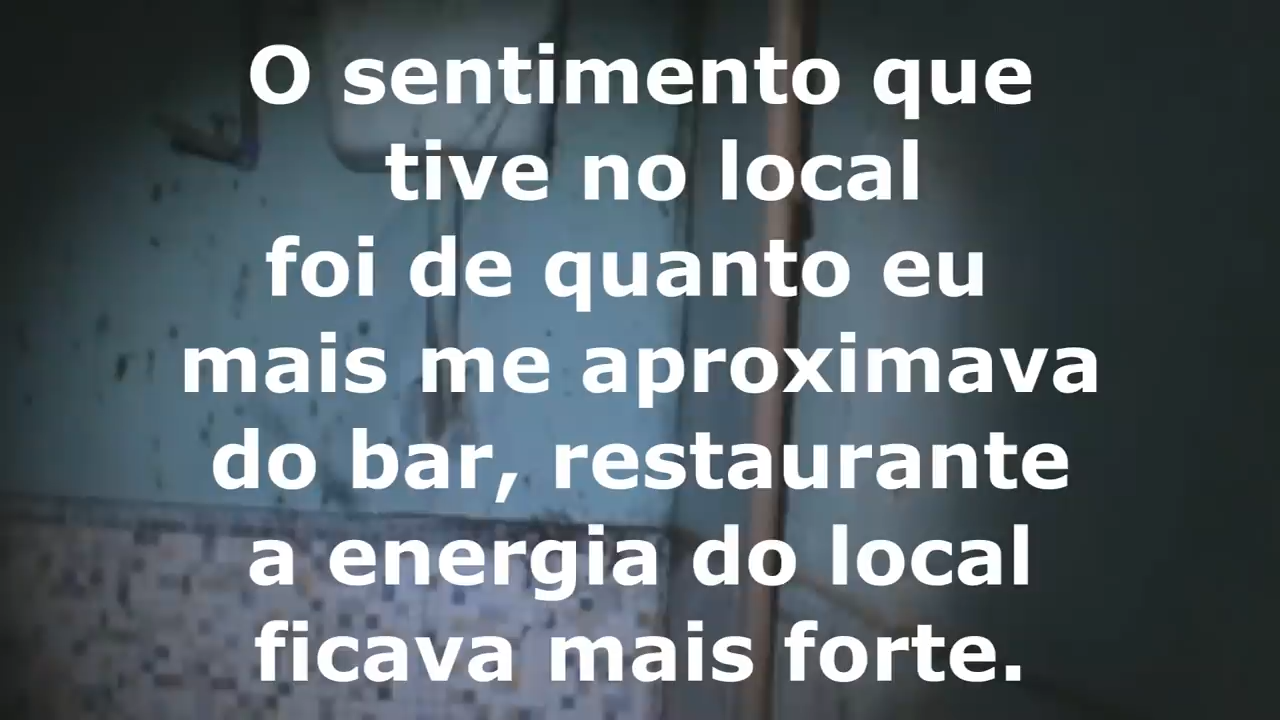 O sentimento que
tive no local
foi de quanto eu
mais me aproximava
do bar, restaurante
a energia do local
ficava mais forte.